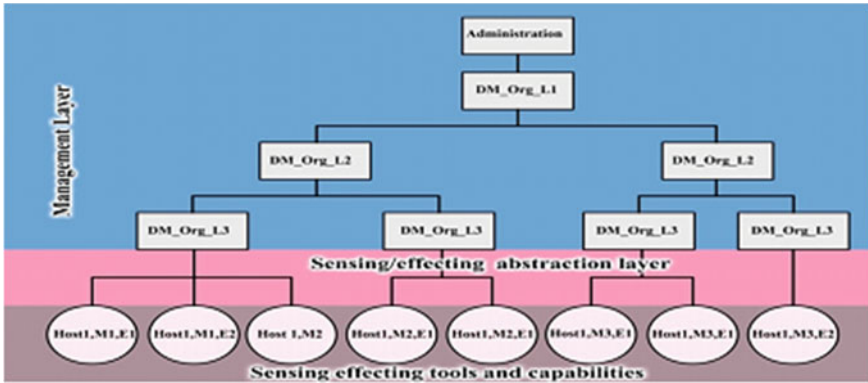 Administration
DM_Org_L1
Management Layer
DM_Org_L2
DM_Org_L2
DM_Org_L3
DM_Org_L3
DM_Org_L3
DM_Org_L3
Sensing/effecting abstraction layer
Host1,M1,E1
Host1,M1,E2
Host 1,M2
Host1,M2,E1
Host1,M2,E1
Host1,M3,E1
Host1,M3,E1
Host1,M3,E2
Sensing effecting tools and capabilities